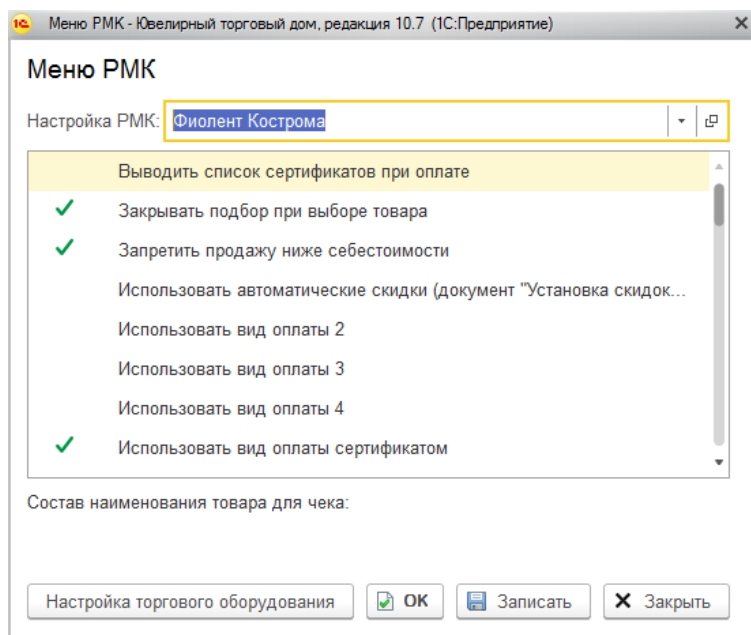 1С Меню РМК - Ювелирный торговый дом, редакция 10.7 (1С:Предприятие)
Меню РМК
Настройка РМК: Фиолент Кострома
Выводить список сертификатов при оплате
Закрывать подбор при выборе товара
Запретить продажу ниже себестоимости
Использовать автоматические скидки (документ "Установка скидок...
Использовать вид оплаты 2
Использовать вид оплаты 3
Использовать вид оплаты 4
Использовать вид оплаты сертификатом
Состав наименования товара для чека:
Настройка торгового оборудования ОК Записать Закрыть